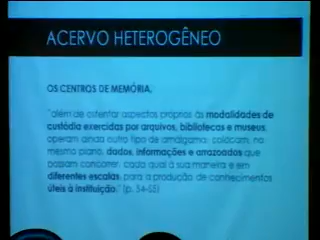 ACERVO HETEROGÊNEO
OS CENTROS DE MEMÓRIA,
"além de ostentar aspectos próprios às modalidades de
custódia exercidas por arquivos, bibliotecas e museus,
operam ainda outro tipo de amálgama: colocam, no
mesmo plano, dados, informações e arrazoados que
possam concorrer, cada qual à sua maneira e em
diferentes escalas, para a produção de conhecimentos
úteis à instituição." (p. 54-55)